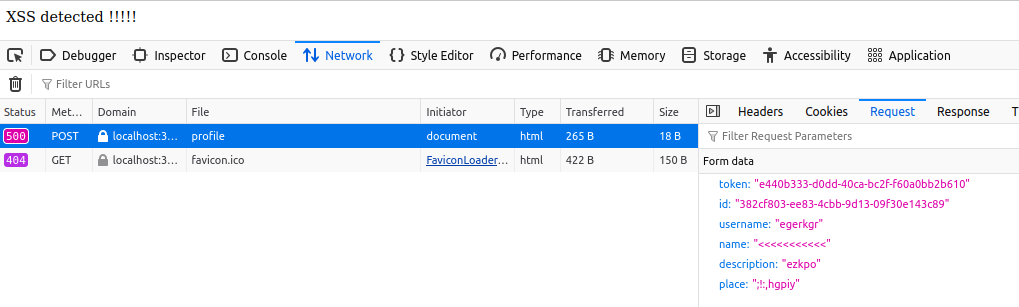 XSS detected !!!!!
Debugger Inspector Console Network Style Editor Performance Memory Storage Accessibility Application
Filter URLs
Status Met… Domain File Initiator Type Transferred Size Headers Cookies Request Response T
500 POST localhost:3… profile document html 265 B 18 B Filter Request Parameters
404 GET localhost:3… favicon.ico FaviconLoader… html 422 B 150 B Form data
token: "e440b333-d0dd-40ca-bc2f-f60a0bb2b610"
id: "382cf803-ee83-4cbb-9d13-09f30e143c89"
username: "egerkgr"
name: "<<<<<<<<<<<"
description: "ezkpo"
place: ";!:,hgpiy"